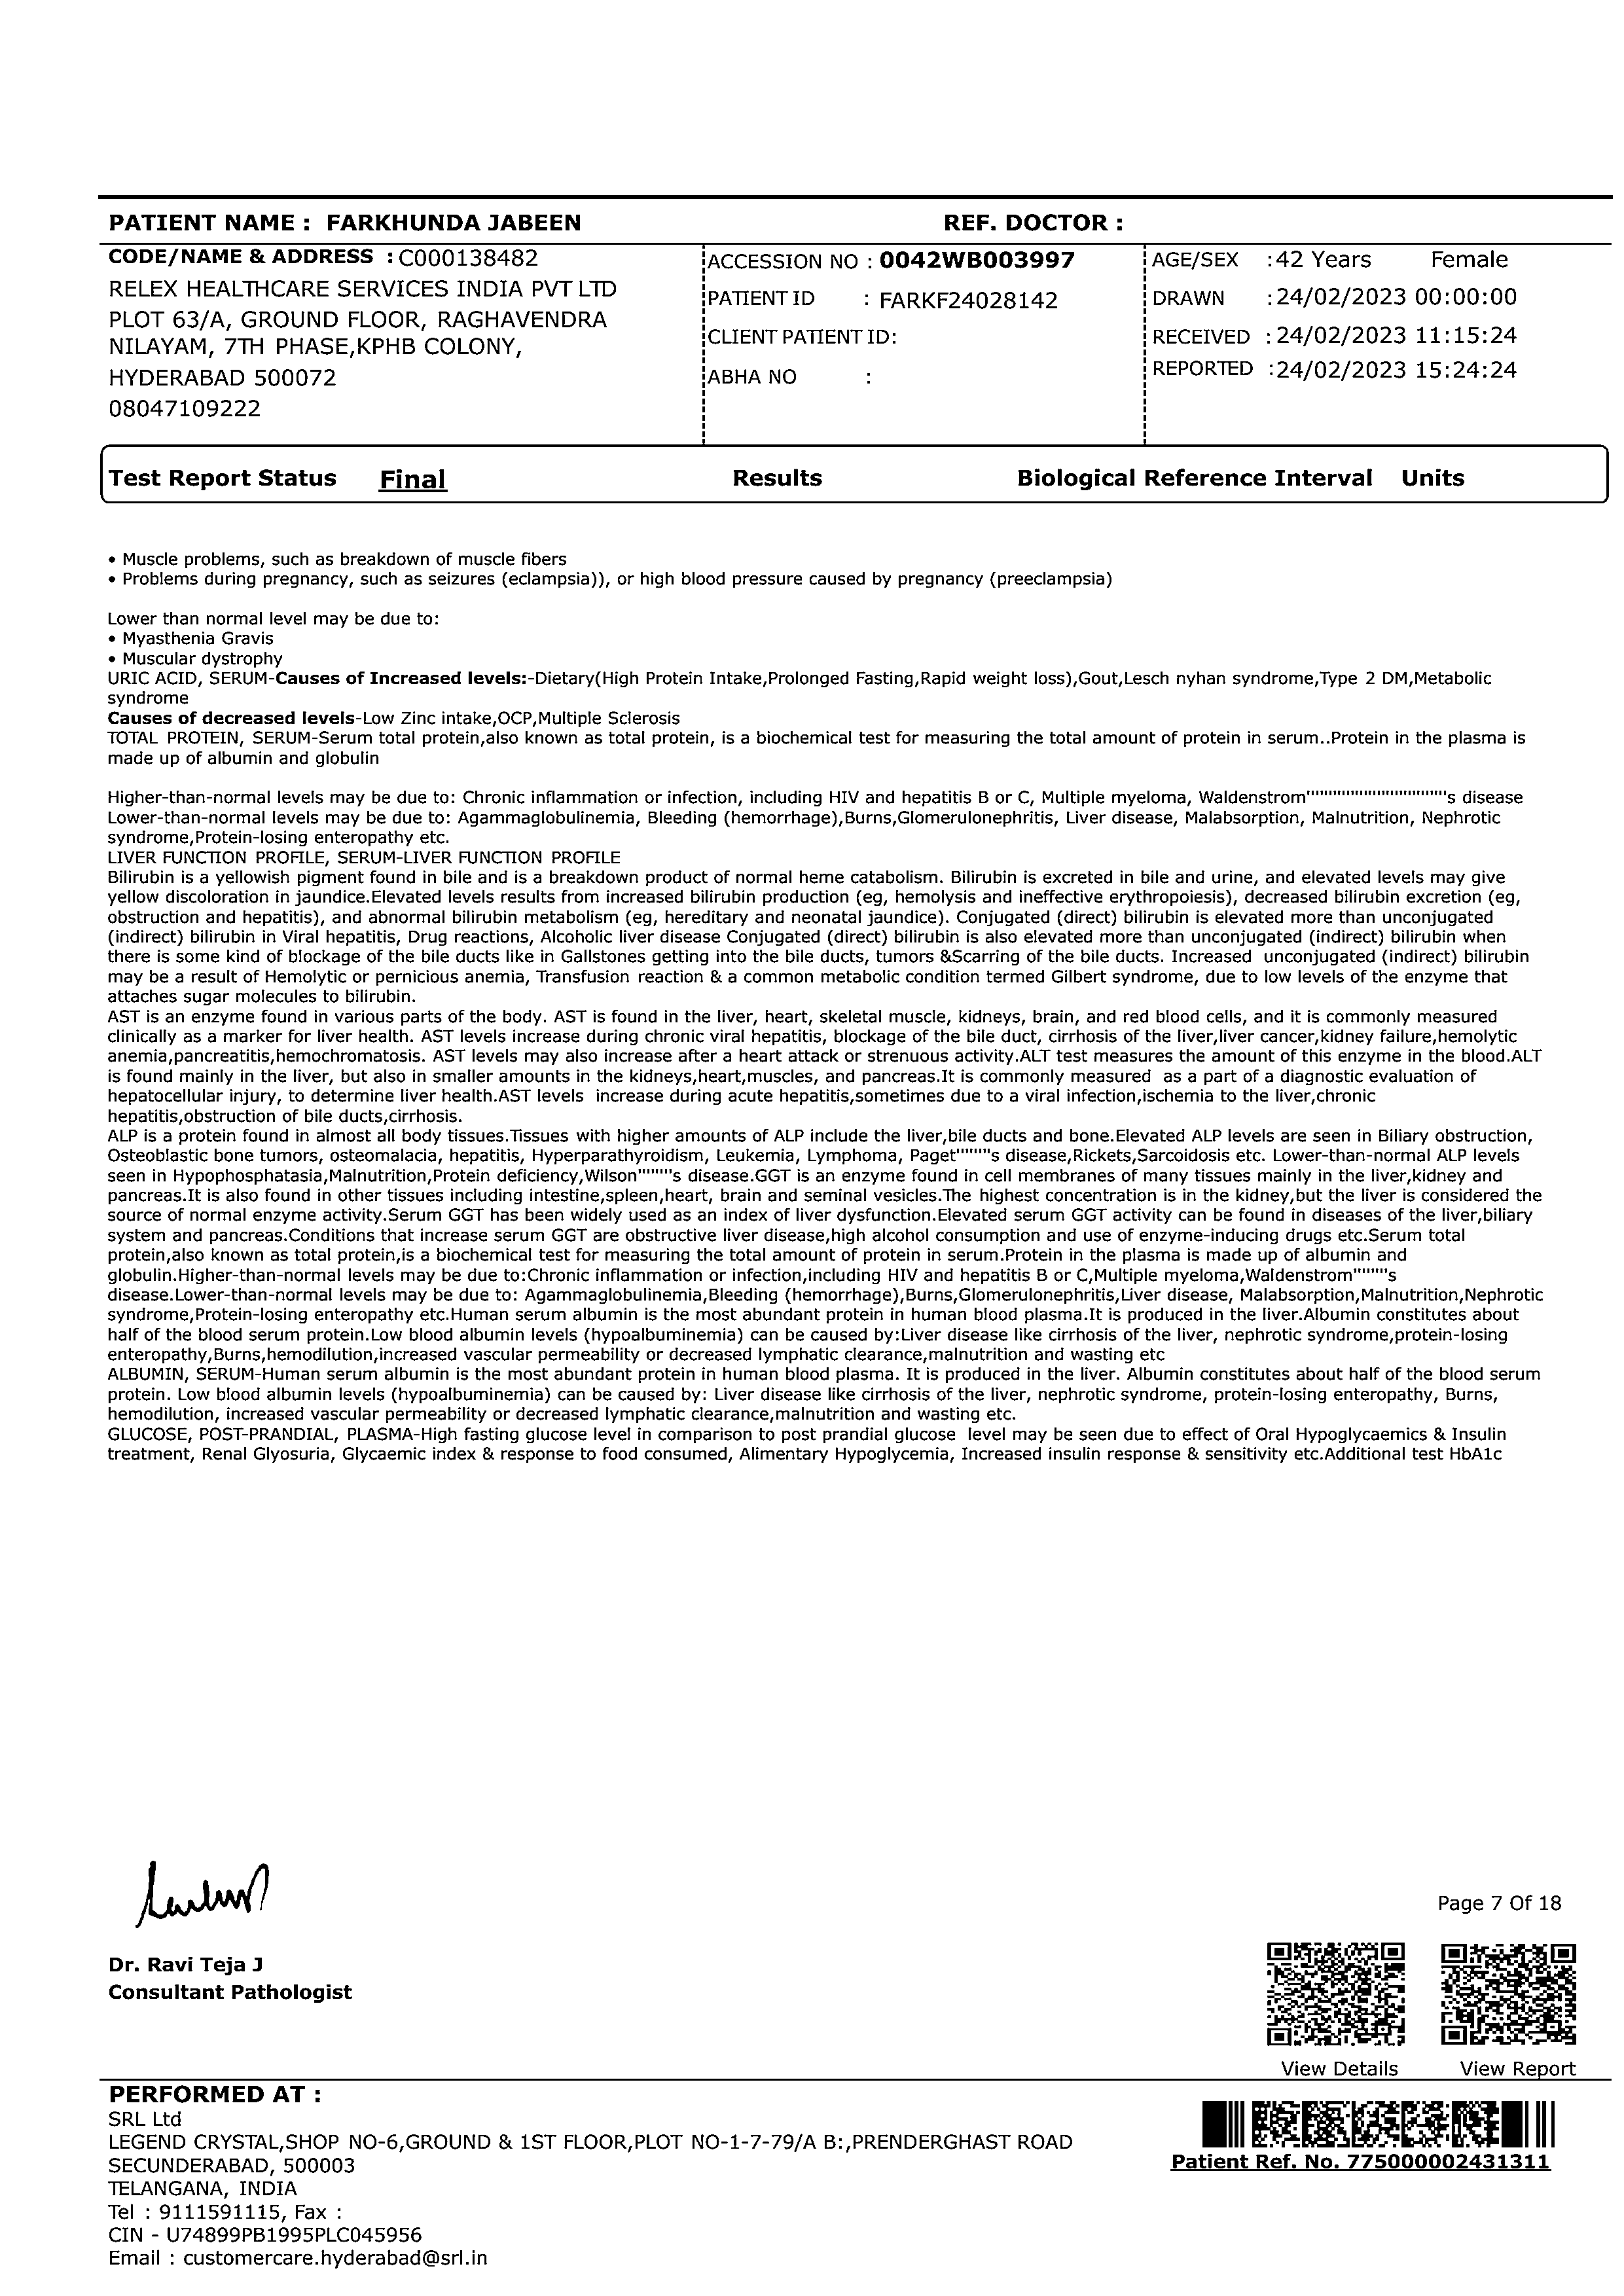 PATIENT NAME : FARKHUNDA JABEEN REF. DOCTOR :
CODE/NAME & ADDRESS : C000138482
RELEX HEALTHCARE SERVICES INDIA PVT LTD
PLOT 63/A, GROUND FLOOR, RAGHAVENDRA
NILAYAM, 7TH PHASE,KPHB COLONY,
HYDERABAD 500072
08047109222
ACCESSION NO : 0042WB003997
PATIENT ID : FARKF24028142
CLIENT PATIENT ID:
ABHA NO :
AGE/SEX :42 Years Female
DRAWN :24/02/2023 00:00:00
RECEIVED :24/02/2023 11:15:24
REPORTED :24/02/2023 15:24:24
Test Report Status Final Results Biological Reference Interval Units
• Muscle problems, such as breakdown of muscle fibers
• Problems during pregnancy, such as seizures (eclampsia)), or high blood pressure caused by pregnancy (preeclampsia)
Lower than normal level may be due to:
• Myasthenia Gravis
• Muscular dystrophy
URIC ACID, SERUM-Causes of Increased levels:-Dietary(High Protein Intake,Prolonged Fasting,Rapid weight loss),Gout,Lesch nyhan syndrome,Type 2 DM,Metabolic
syndrome
Causes of decreased levels-Low Zinc intake,OCP,Multiple Sclerosis
TOTAL PROTEIN, SERUM-Serum total protein,also known as total protein, is a biochemical test for measuring the total amount of protein in serum..Protein in the plasma is
made up of albumin and globulin
Higher-than-normal levels may be due to: Chronic inflammation or infection, including HIV and hepatitis B or C, Multiple myeloma, Waldenstrom""""""""""""""""s disease
Lower-than-normal levels may be due to: Agammaglobulinemia, Bleeding (hemorrhage),Burns,Glomerulonephritis, Liver disease, Malabsorption, Malnutrition, Nephrotic
syndrome,Protein-losing enteropathy etc.
LIVER FUNCTION PROFILE, SERUM-LIVER FUNCTION PROFILE
Bilirubin is a yellowish pigment found in bile and is a breakdown product of normal heme catabolism. Bilirubin is excreted in bile and urine, and elevated levels may give
yellow discoloration in jaundice.Elevated levels results from increased bilirubin production (eg, hemolysis and ineffective erythropoiesis), decreased bilirubin excretion (eg,
obstruction and hepatitis), and abnormal bilirubin metabolism (eg, hereditary and neonatal jaundice). Conjugated (direct) bilirubin is elevated more than unconjugated
(indirect) bilirubin in Viral hepatitis, Drug reactions, Alcoholic liver disease Conjugated (direct) bilirubin is also elevated more than unconjugated (indirect) bilirubin when
there is some kind of blockage of the bile ducts like in Gallstones getting into the bile ducts, tumors &Scarring of the bile ducts. Increased unconjugated (indirect) bilirubin
may be a result of Hemolytic or pernicious anemia, Transfusion reaction & a common metabolic condition termed Gilbert syndrome, due to low levels of the enzyme that
attaches sugar molecules to bilirubin.
AST is an enzyme found in various parts of the body. AST is found in the liver, heart, skeletal muscle, kidneys, brain, and red blood cells, and it is commonly measured
clinically as a marker for liver health. AST levels increase during chronic viral hepatitis, blockage of the bile duct, cirrhosis of the liver,liver cancer,kidney failure,hemolytic
anemia,pancreatitis,hemochromatosis. AST levels may also increase after a heart attack or strenuous activity.ALT test measures the amount of this enzyme in the blood.ALT
is found mainly in the liver, but also in smaller amounts in the kidneys,heart,muscles, and pancreas.It is commonly measured as a part of a diagnostic evaluation of
hepatocellular injury, to determine liver health.AST levels increase during acute hepatitis,sometimes due to a viral infection,ischemia to the liver,chronic
hepatitis,obstruction of bile ducts,cirrhosis.
ALP is a protein found in almost all body tissues.Tissues with higher amounts of ALP include the liver,bile ducts and bone.Elevated ALP levels are seen in Biliary obstruction,
Osteoblastic bone tumors, osteomalacia, hepatitis, Hyperparathyroidism, Leukemia, Lymphoma, Paget""""s disease,Rickets,Sarcoidosis etc. Lower-than-normal ALP levels
seen in Hypophosphatasia,Malnutrition,Protein deficiency,Wilson""""s disease.GGT is an enzyme found in cell membranes of many tissues mainly in the liver,kidney and
pancreas.It is also found in other tissues including intestine,spleen,heart, brain and seminal vesicles.The highest concentration is in the kidney,but the liver is considered the
source of normal enzyme activity.Serum GGT has been widely used as an index of liver dysfunction.Elevated serum GGT activity can be found in diseases of the liver,biliary
system and pancreas.Conditions that increase serum GGT are obstructive liver disease,high alcohol consumption and use of enzyme-inducing drugs etc.Serum total
protein,also known as total protein,is a biochemical test for measuring the total amount of protein in serum.Protein in the plasma is made up of albumin and
globulin.Higher-than-normal levels may be due to:Chronic inflammation or infection,including HIV and hepatitis B or C,Multiple myeloma,Waldenstrom""""s
disease.Lower-than-normal levels may be due to: Agammaglobulinemia,Bleeding (hemorrhage),Burns,Glomerulonephritis,Liver disease, Malabsorption,Malnutrition,Nephrotic
syndrome,Protein-losing enteropathy etc.Human serum albumin is the most abundant protein in human blood plasma.It is produced in the liver.Albumin constitutes about
half of the blood serum protein.Low blood albumin levels (hypoalbuminemia) can be caused by:Liver disease like cirrhosis of the liver, nephrotic syndrome,protein-losing
enteropathy,Burns,hemodilution,increased vascular permeability or decreased lymphatic clearance,malnutrition and wasting etc
ALBUMIN, SERUM-Human serum albumin is the most abundant protein in human blood plasma. It is produced in the liver. Albumin constitutes about half of the blood serum
protein. Low blood albumin levels (hypoalbuminemia) can be caused by: Liver disease like cirrhosis of the liver, nephrotic syndrome, protein-losing enteropathy, Burns,
hemodilution, increased vascular permeability or decreased lymphatic clearance,malnutrition and wasting etc.
GLUCOSE, POST-PRANDIAL, PLASMA-High fasting glucose level in comparison to post prandial glucose level may be seen due to effect of Oral Hypoglycaemics & Insulin
treatment, Renal Glyosuria, Glycaemic index & response to food consumed, Alimentary Hypoglycemia, Increased insulin response & sensitivity etc.Additional test HbA1c
Page 7 Of 18
Dr. Ravi Teja J
Consultant Pathologist
View Details View Report
PERFORMED AT :
SRL Ltd
LEGEND CRYSTAL,SHOP NO-6,GROUND & 1ST FLOOR,PLOT NO-1-7-79/A B:,PRENDERGHAST ROAD
SECUNDERABAD, 500003
TELANGANA, INDIA
Tel : 9111591115, Fax :
CIN - U74899PB1995PLC045956
Email : customercare.hyderabad@srl.in
Patient Ref. No. 775000002431311